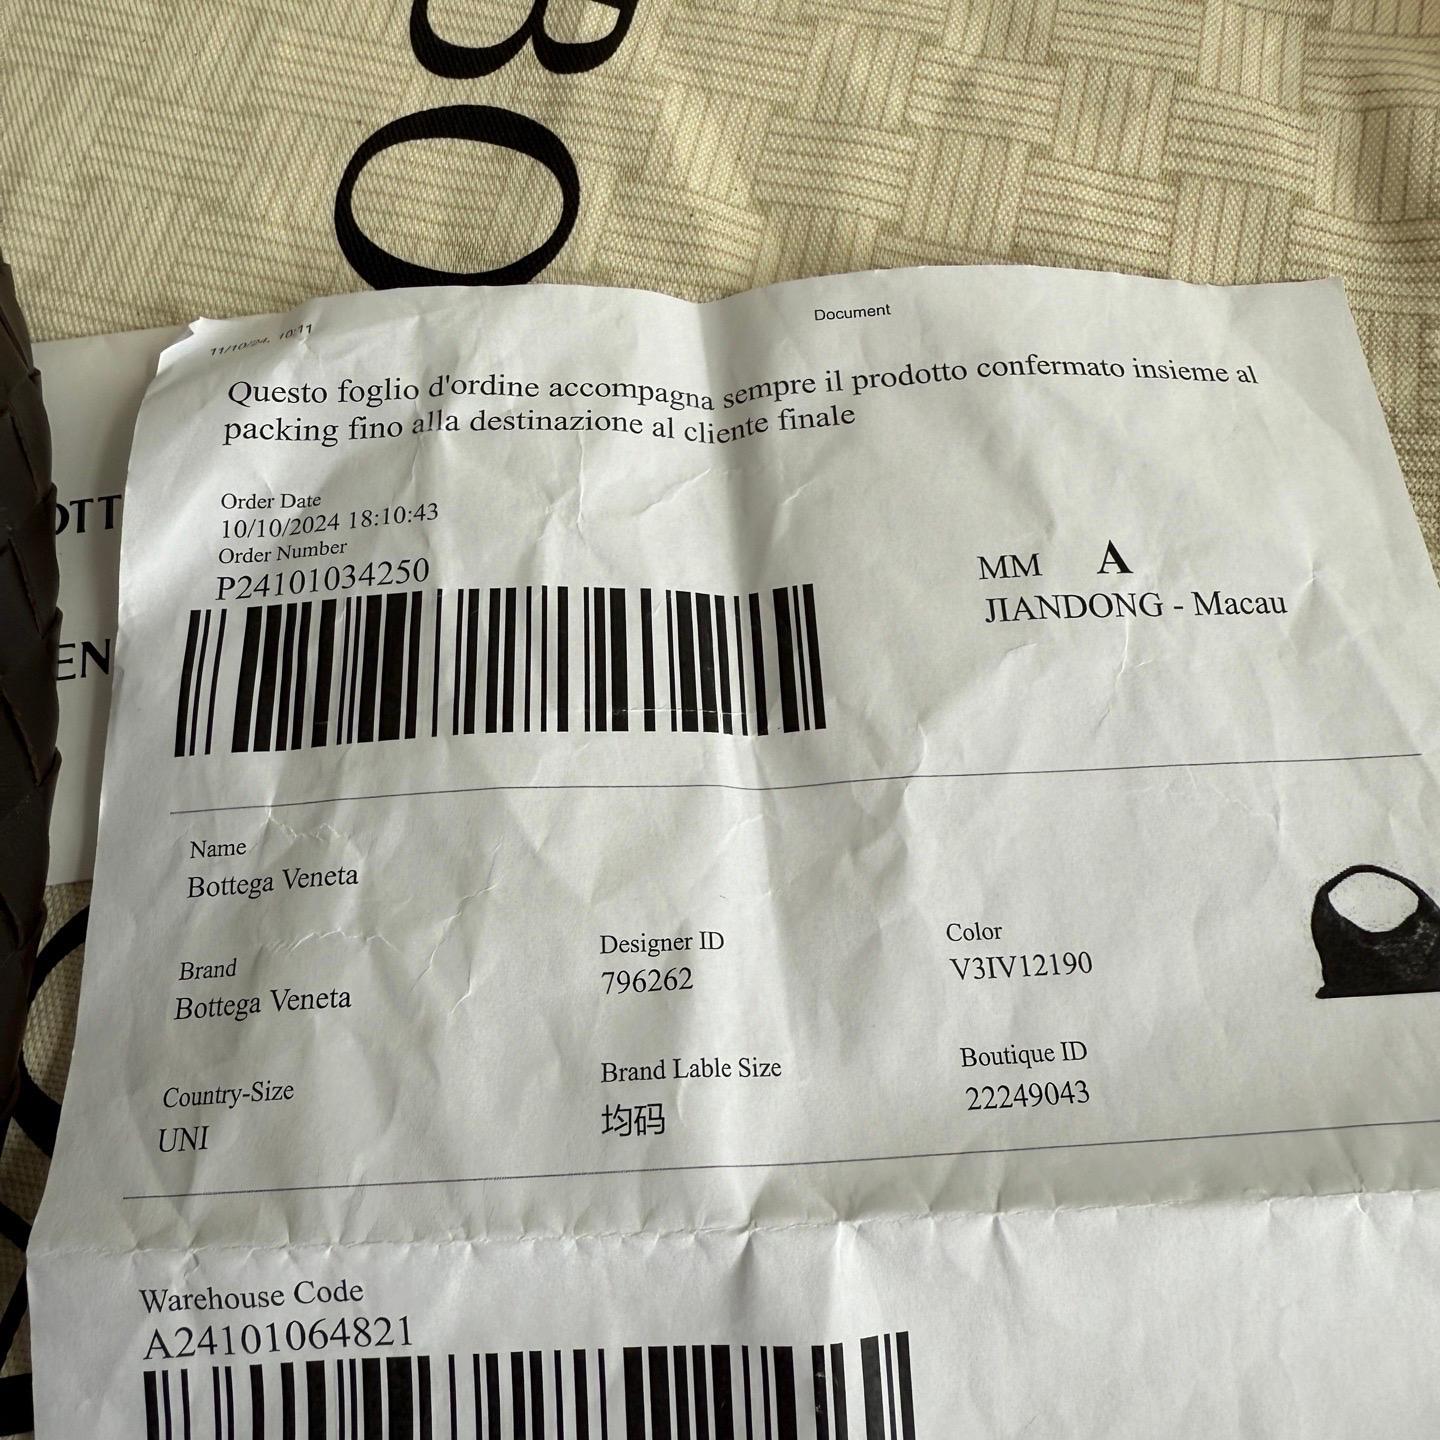 BO
OTT
EN
11/10/24, 10:11
Document
Questo foglio d'ordine accompagna sempre il prodotto confermato insieme al
packing fino alla destinazione al cliente finale
Order Date
10/10/2024 18:10:43
Order Number
P24101034250
MM A
JIANDONG - Macau
Name
Bottega Veneta
Brand
Bottega Veneta
Designer ID
796262
Color
V3IV12190
Country-Size
UNI
Brand Lable Size
均码
Boutique ID
22249043
Warehouse Code
A24101064821